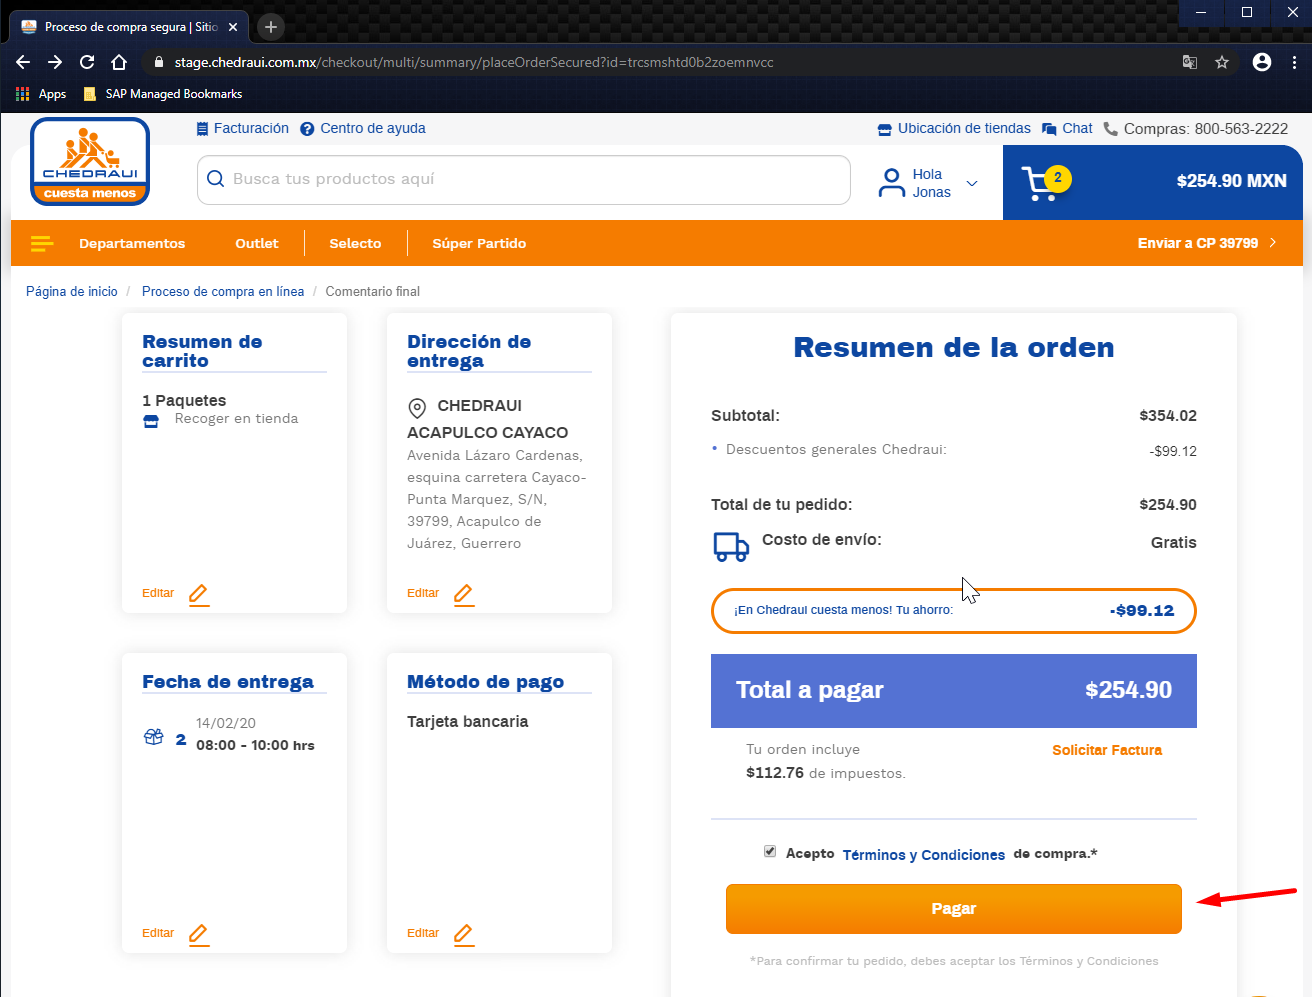 Proceso de compra segura | Sitio
stage.chedraui.com.mx/checkout/multi/summary/placeOrderSecured?id=trcsmshtd0b2zoemnvcc
Apps
SAP Managed Bookmarks
CHEDRAUI
cuesta menos
Facturación
Centro de ayuda
Ubicación de tiendas
Chat
Compras: 800-563-2222
Busca tus productos aquí
Hola
Jonas
2
$254.90 MXN
Departamentos
Outlet
Selecto
Súper Partido
Enviar a CP 39799
Página de inicio / Proceso de compra en línea / Comentario final
Resumen de
carrito
1 Paquetes
Recoger en tienda
Editar
Dirección de
entrega
CHEDRAUI
ACAPULCO CAYACO
Avenida Lázaro Cardenas,
esquina carretera Cayaco-
Punta Marquez, S/N,
39799, Acapulco de
Juárez, Guerrero
Editar
Fecha de entrega
2
14/02/20
08:00 - 10:00 hrs
Editar
Método de pago
Tarjeta bancaria
Editar
Resumen de la orden
Subtotal: $354.02
• Descuentos generales Chedraui: -$99.12
Total de tu pedido: $254.90
Costo de envío: Gratis
¡En Chedraui cuesta menos! Tu ahorro: -$99.12
Total a pagar $254.90
Tu orden incluye
$112.76 de impuestos.
Solicitar Factura
Acepto Términos y Condiciones de compra.*
Pagar
*Para confirmar tu pedido, debes aceptar los Términos y Condiciones